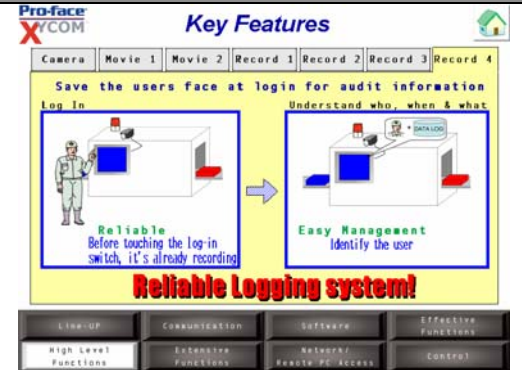 Pro-face
XYCOM
Key Features
Camera
Movie 1
Movie 2
Record 1
Record 2
Record 3
Record 4
Save the users face at login for audit information
Log In
Understand who, when & what
+ DATA LOG
Reliable
Before touching the log-in
switch, it's already recording
Easy Management
Identify the user
Reliable Logging system!
Line-UP
Communication
Software
Effective
Functions
High Level
Functions
Extensive
Functions
Network/
Remote PC Access
Control